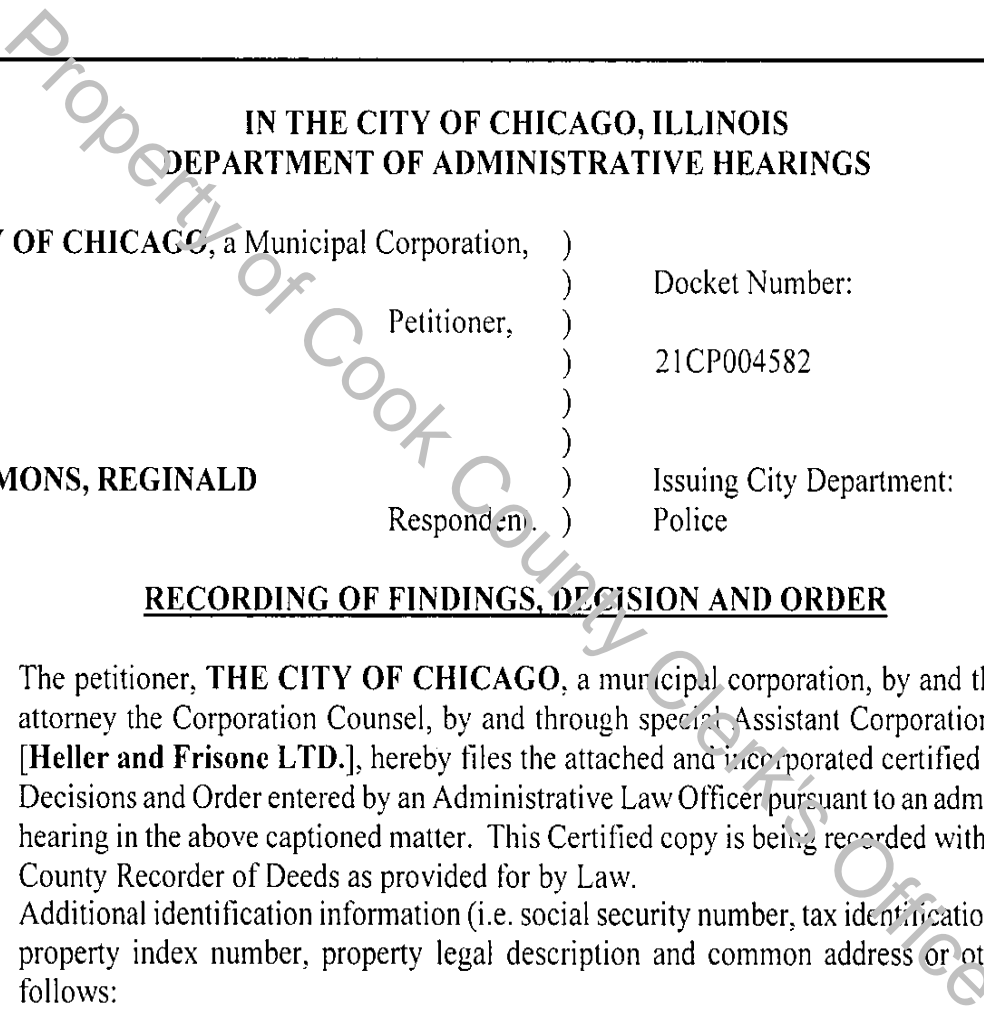 IN THE CITY OF CHICAGO, ILLINOIS
DEPARTMENT OF ADMINISTRATIVE HEARINGS
OF CHICAGO, a Municipal Corporation, )
) Docket Number:
Petitioner, )
) 21CP004582
)
)
MONS, REGINALD ) Issuing City Department:
Respondent. ) Police
RECORDING OF FINDINGS, DECISION AND ORDER
The petitioner, THE CITY OF CHICAGO, a municipal corporation, by and th
attorney the Corporation Counsel, by and through special Assistant Corporation
[Heller and Frisone LTD.], hereby files the attached and incorporated certified
Decisions and Order entered by an Administrative Law Officer pursuant to an adm
hearing in the above captioned matter. This Certified copy is being recorded with
County Recorder of Deeds as provided for by Law.
Additional identification information (i.e. social security number, tax identificatio
property index number, property legal description and common address or ot
follows:
Property of Cook County Clerk's Office